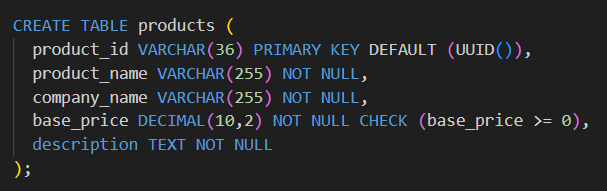 CREATE TABLE products (
  product_id VARCHAR(36) PRIMARY KEY DEFAULT (UUID()),
  product_name VARCHAR(255) NOT NULL,
  company_name VARCHAR(255) NOT NULL,
  base_price DECIMAL(10,2) NOT NULL CHECK (base_price >= 0),
  description TEXT NOT NULL
);